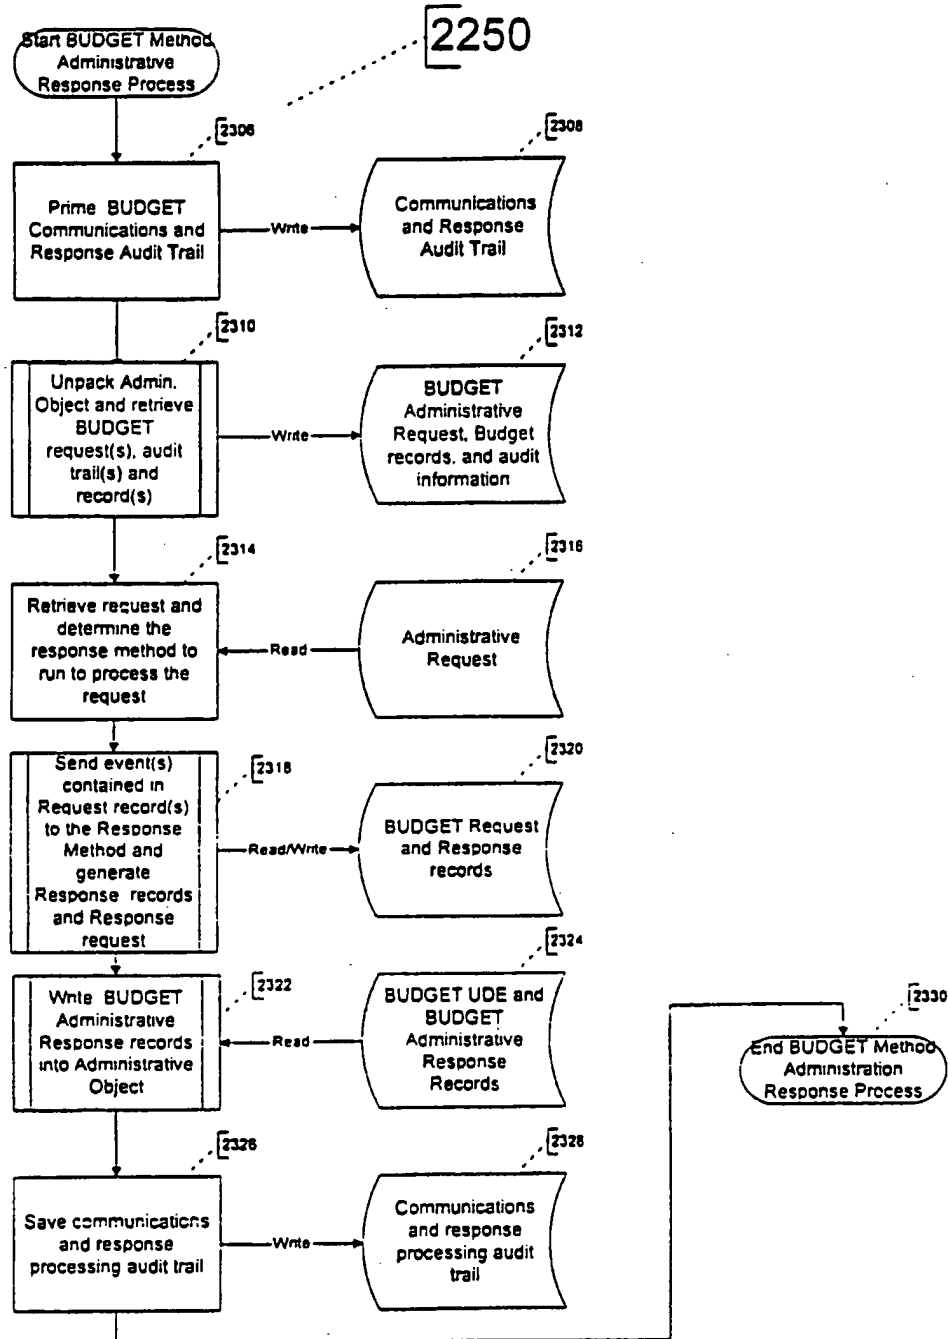 2250
Start BUDGET Method
Administrative
Response Process
2306
Prime BUDGET
Communications and
Response Audit Trail
Write
2308
Communications
and Response
Audit Trail
2310
Unpack Admin.
Object and retrieve
BUDGET
request(s), audit
trail(s) and
record(s)
Write
2312
BUDGET
Administrative
Request, Budget
records, and audit
information
2314
Retrieve request and
determine the
response method to
run to process the
request
Read
2316
Administrative
Request
2318
Send event(s)
contained in
Request record(s)
to the Response
Method and
generate
Response records
and Response
request
Read/Write
2320
BUDGET Request
and Response
records
2322
Write BUDGET
Administrative
Response records
into Administrative
Object
Read
2324
BUDGET UDE and
BUDGET
Administrative
Response
Records
2326
Save communications
and response
processing audit trail
Write
2328
Communications
and response
processing audit
trail
2330
End BUDGET Method
Administration
Response Process